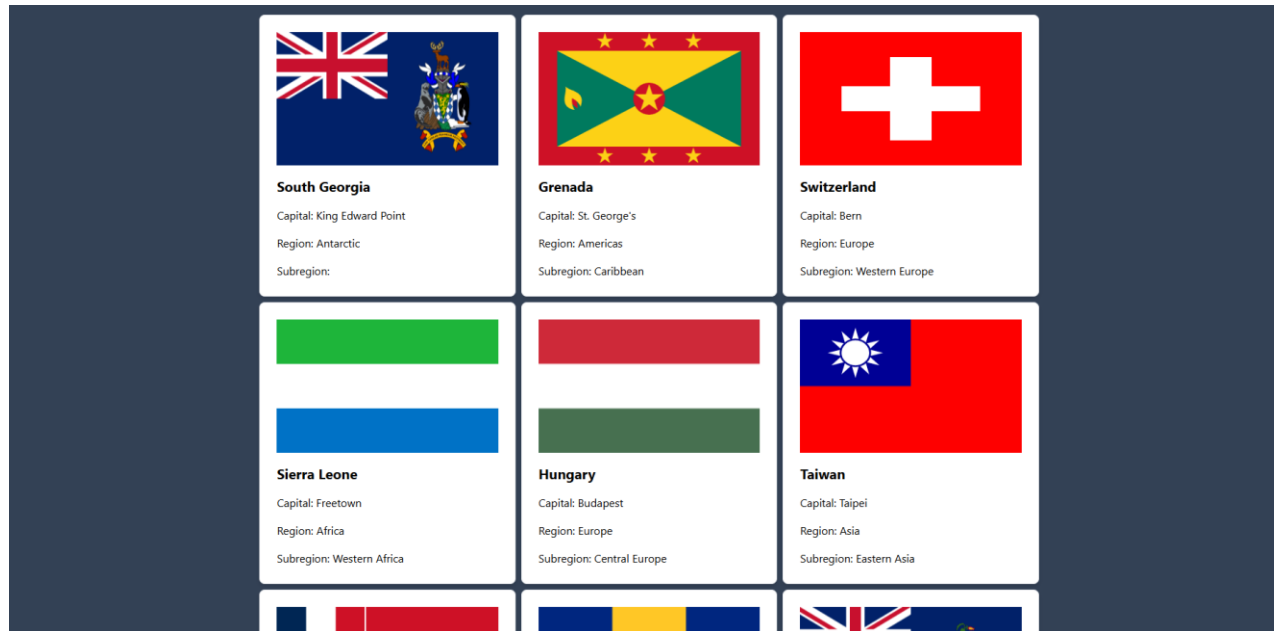 South Georgia
Capital: King Edward Point
Region: Antarctic
Subregion:
Grenada
Capital: St. George's
Region: Americas
Subregion: Caribbean
Switzerland
Capital: Bern
Region: Europe
Subregion: Western Europe
Sierra Leone
Capital: Freetown
Region: Africa
Subregion: Western Africa
Hungary
Capital: Budapest
Region: Europe
Subregion: Central Europe
Taiwan
Capital: Taipei
Region: Asia
Subregion: Eastern Asia